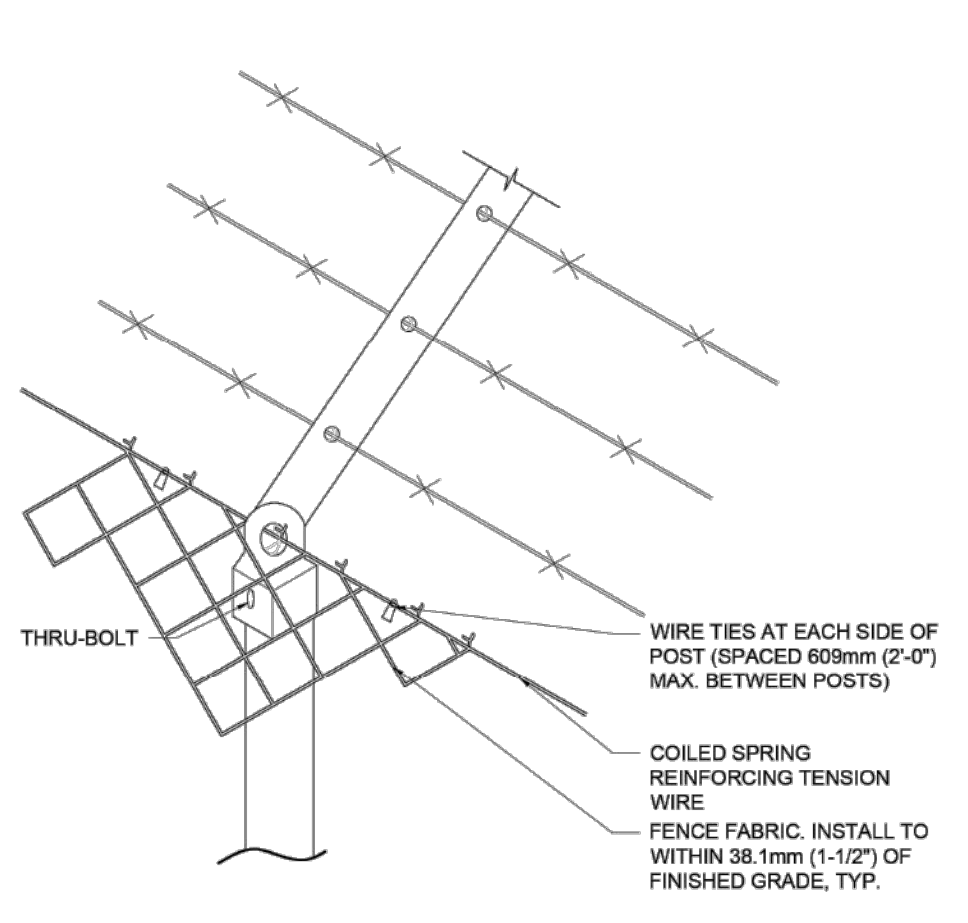 THRU-BOLT
WIRE TIES AT EACH SIDE OF
POST (SPACED 609mm (2'-0")
MAX. BETWEEN POSTS)
COILED SPRING
REINFORCING TENSION
WIRE
FENCE FABRIC. INSTALL TO
WITHIN 38.1mm (1-1/2") OF
FINISHED GRADE, TYP.